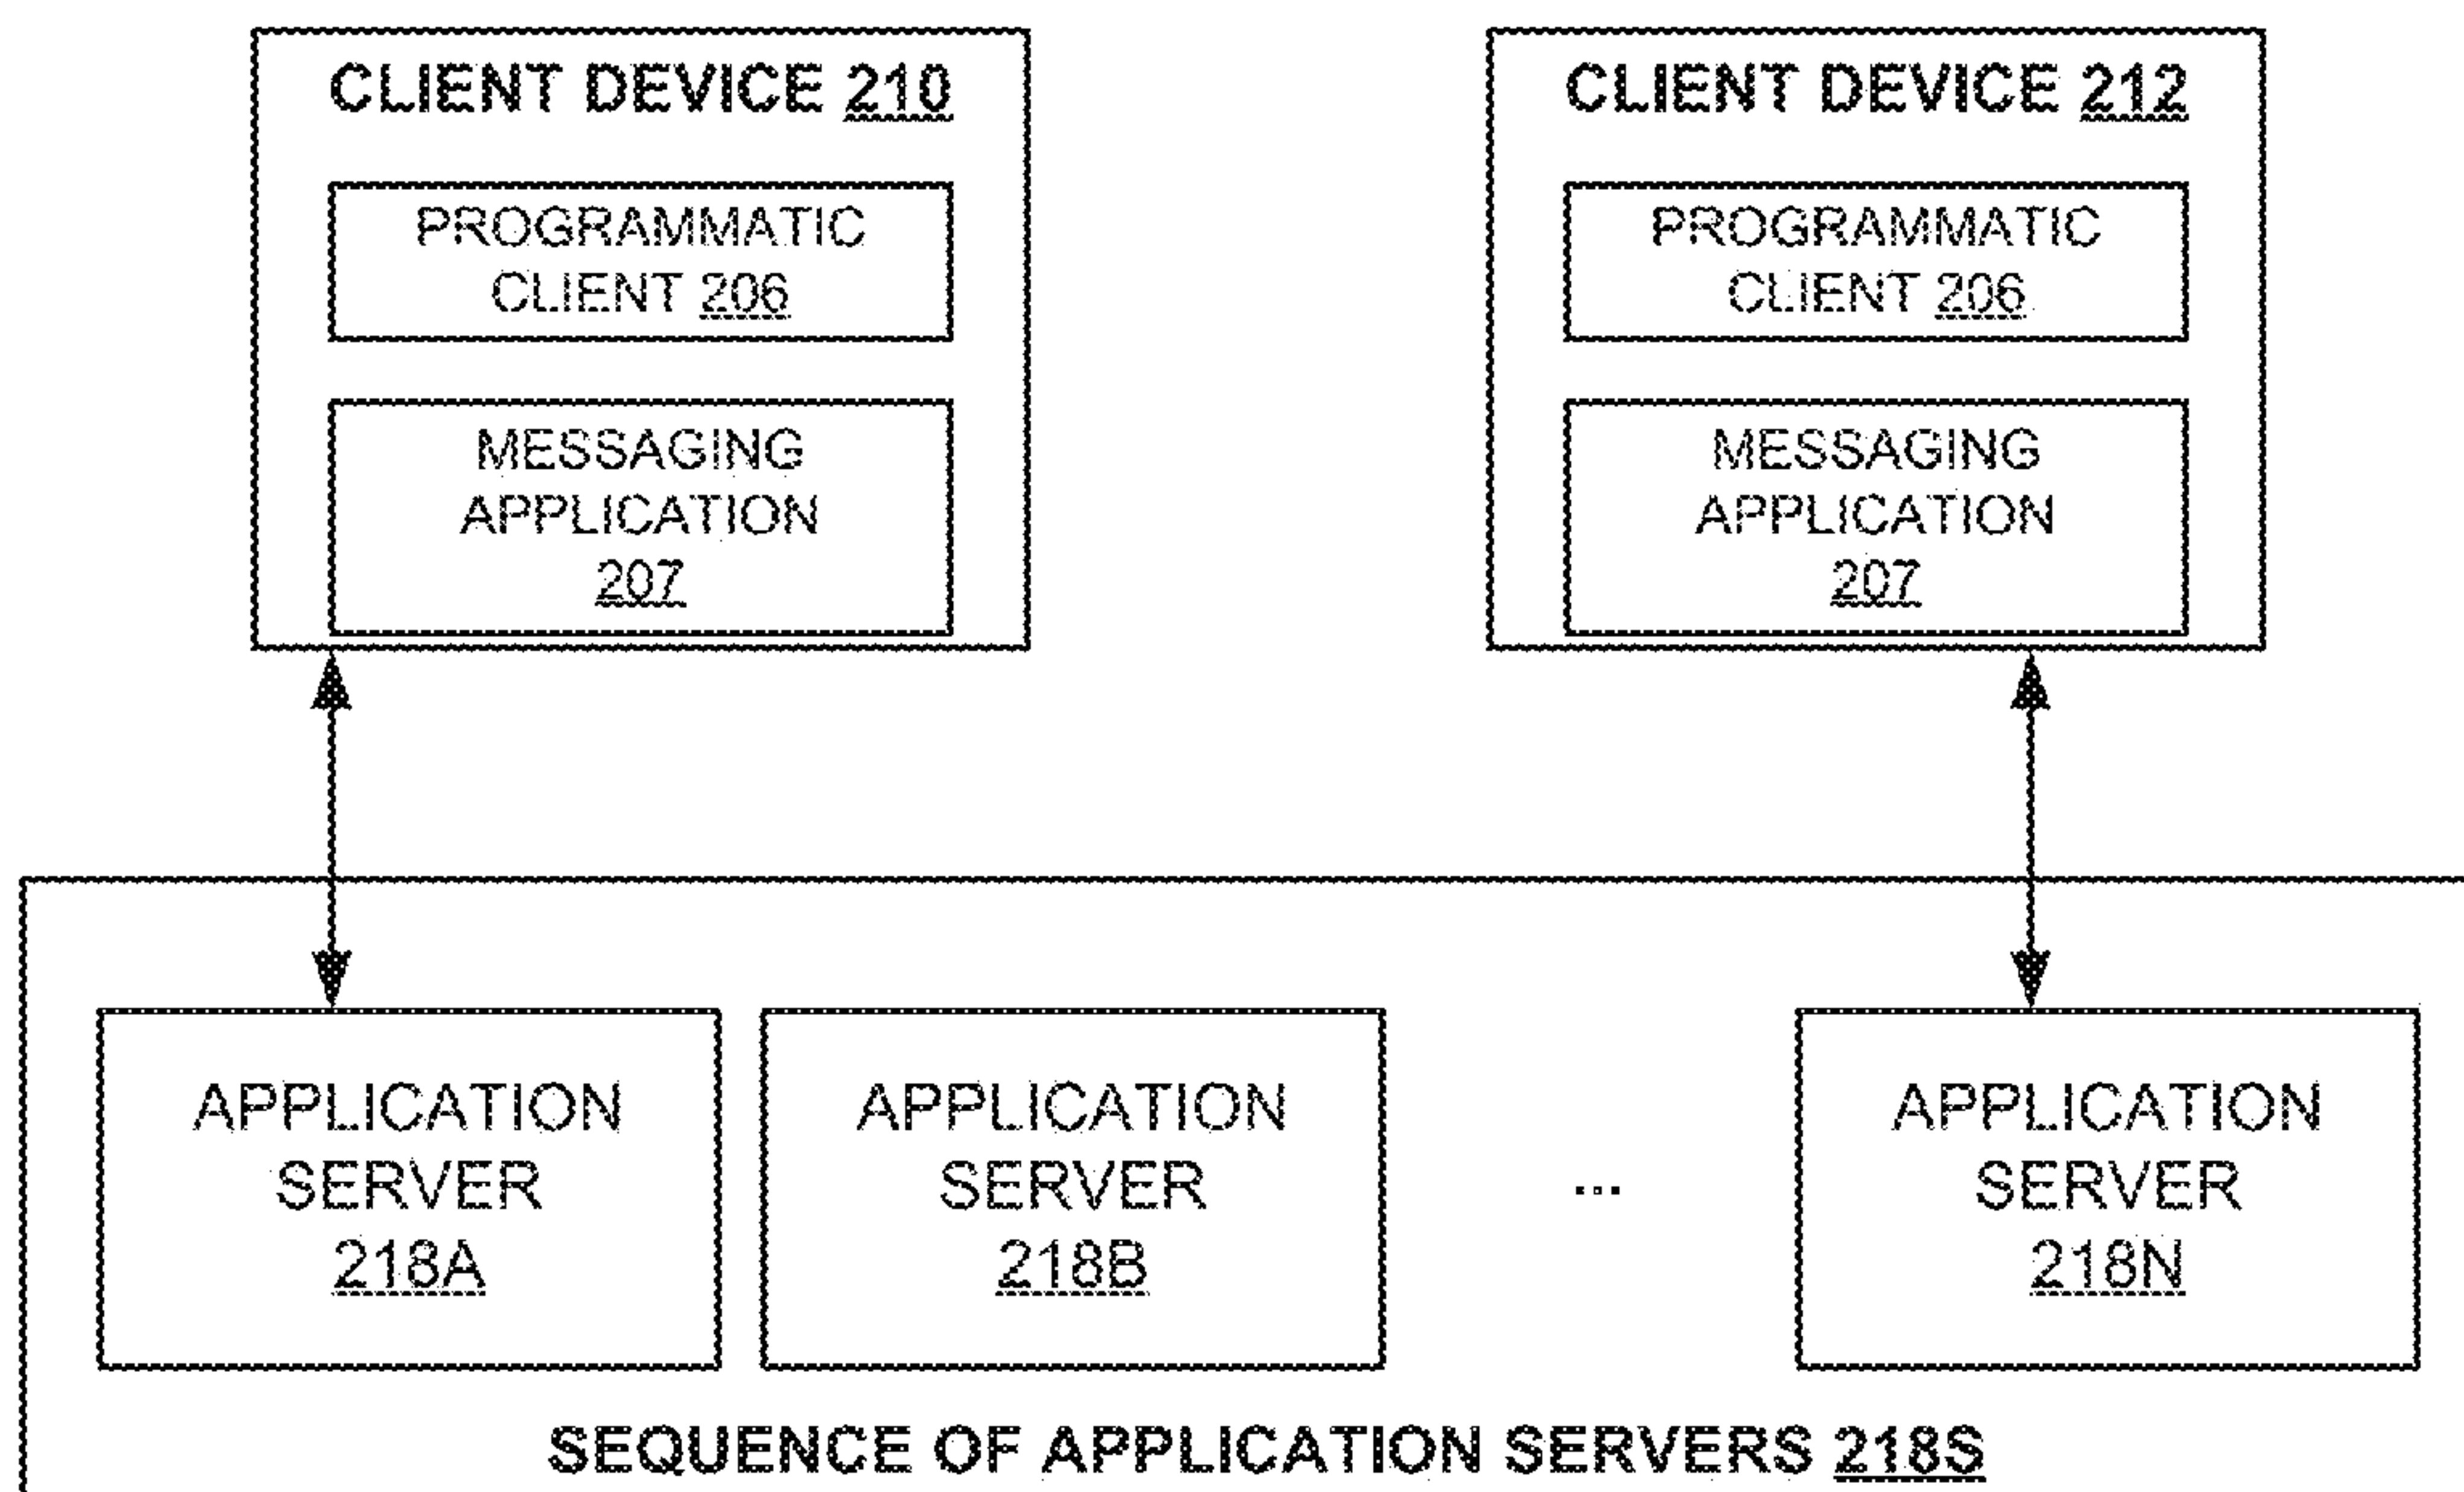 CLIENT DEVICE 210
PROGRAMMATIC
CLIENT 206
MESSAGING
APPLICATION
207
CLIENT DEVICE 212
PROGRAMMATIC
CLIENT 206
MESSAGING
APPLICATION
207
APPLICATION
SERVER
218A
APPLICATION
SERVER
218B
...
APPLICATION
SERVER
218N
SEQUENCE OF APPLICATION SERVERS 218S